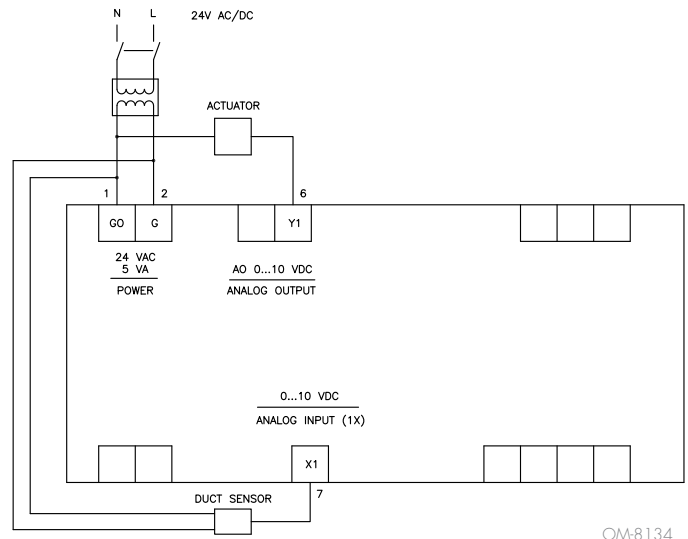 N L 24V AC/DC
ACTUATOR
1 2 6
GO G Y1
24 VAC
5 VA
POWER
AO 0...10 VDC
ANALOG OUTPUT
0...10 VDC
ANALOG INPUT (1X)
X1
7
DUCT SENSOR
OM-8134